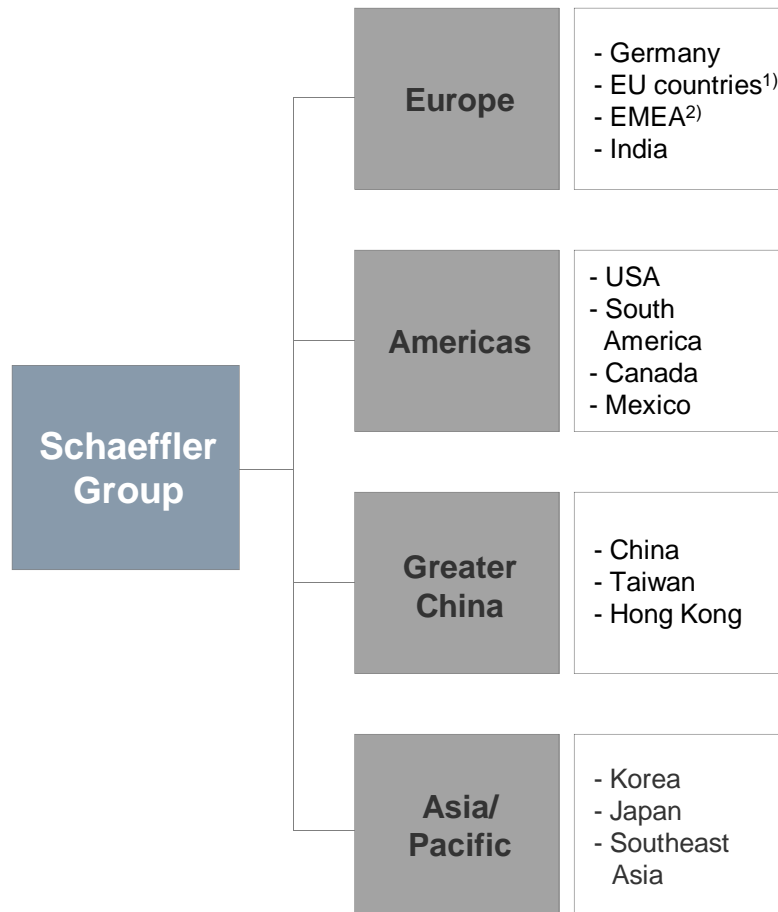 Schaeffler
Group
Europe
- Germany
- EU countries¹⁾
- EMEA²⁾
- India
Americas
- USA
- South
America
- Canada
- Mexico
Greater
China
- China
- Taiwan
- Hong Kong
Asia/
Pacific
- Korea
- Japan
- Southeast
Asia